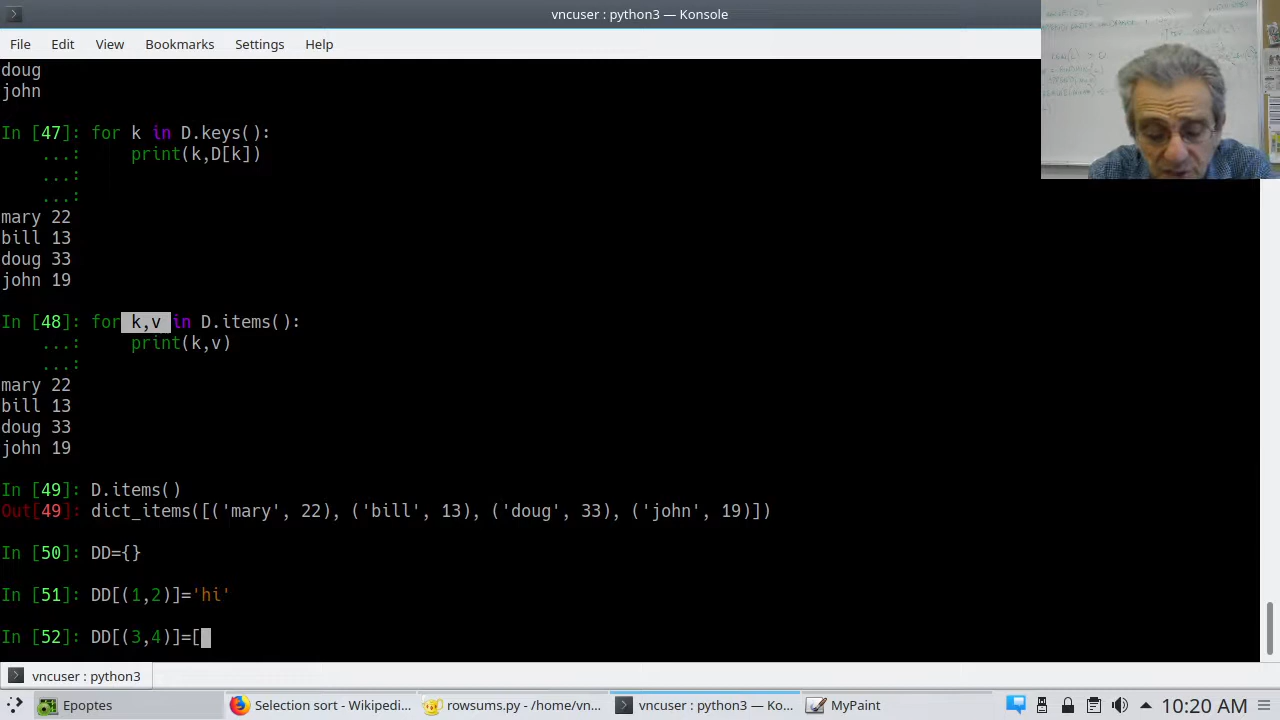 vncuser : python3 — Konsole
File Edit View Bookmarks Settings Help
doug
john
In [47]: for k in D.keys():
...: print(k,D[k])
...:
...:
mary 22
bill 13
doug 33
john 19
In [48]: for k,v in D.items():
...: print(k,v)
...:
mary 22
bill 13
doug 33
john 19
In [49]: D.items()
Out[49]: dict_items([('mary', 22), ('bill', 13), ('doug', 33), ('john', 19)])
In [50]: DD={}
In [51]: DD[(1,2)]='hi'
In [52]: DD[(3,4)]=[
vncuser : python3
Epoptes
Selection sort - Wikipedi...
rowsums.py - /home/vn...
vncuser : python3 — Ko...
MyPaint
10:20 AM